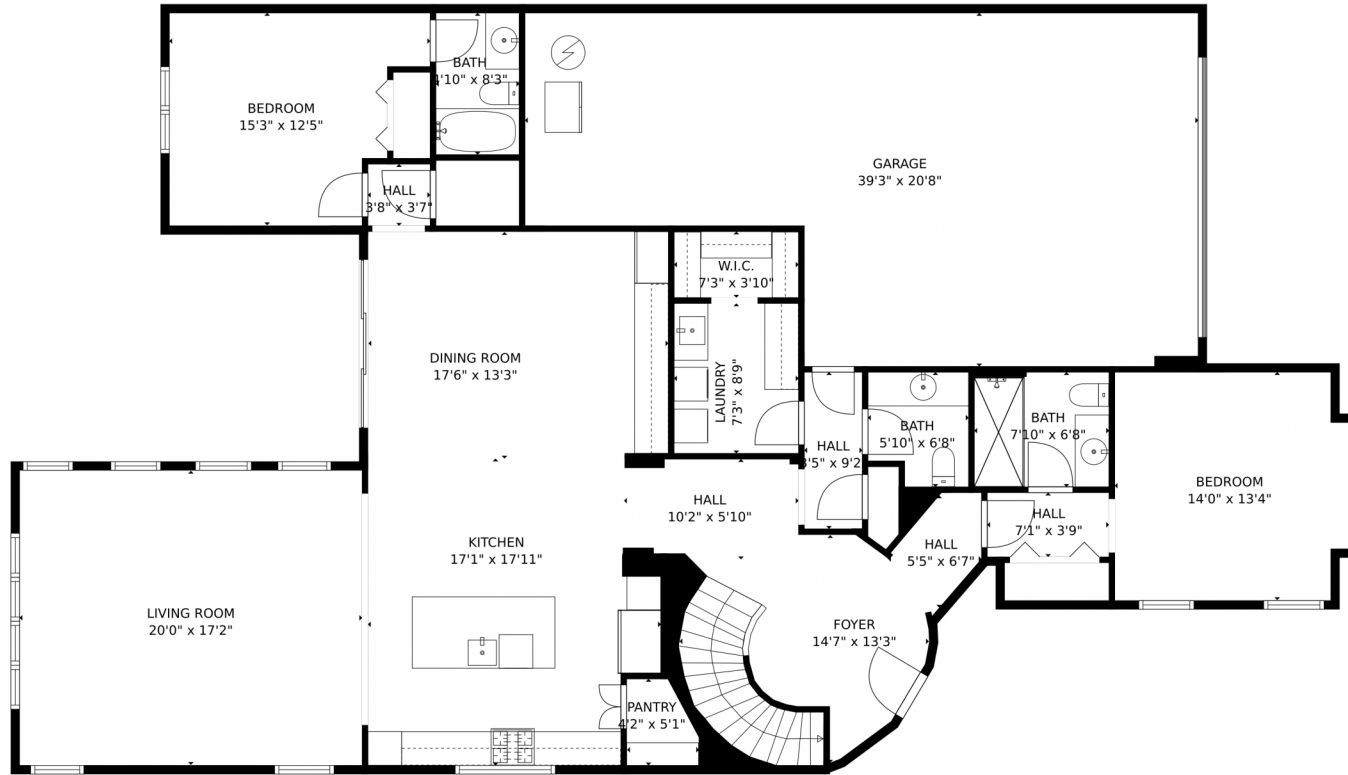 BEDROOM
15'3" x 12'5"
BATH
4'10" x 8'3"
HALL
3'8" x 3'7"
GARAGE
39'3" x 20'8"
W.I.C.
7'3" x 3'10"
DINING ROOM
17'6" x 13'3"
LAUNDRY
7'3" x 8'9"
HALL
3'5" x 9'2
BATH
5'10" x 6'8"
BATH
7'10" x 6'8"
BEDROOM
14'0" x 13'4"
HALL
10'2" x 5'10"
HALL
7'1" x 3'9"
HALL
5'5" x 6'7"
KITCHEN
17'1" x 17'11"
LIVING ROOM
20'0" x 17'2"
FOYER
14'7" x 13'3"
PANTRY
4'2" x 5'1"